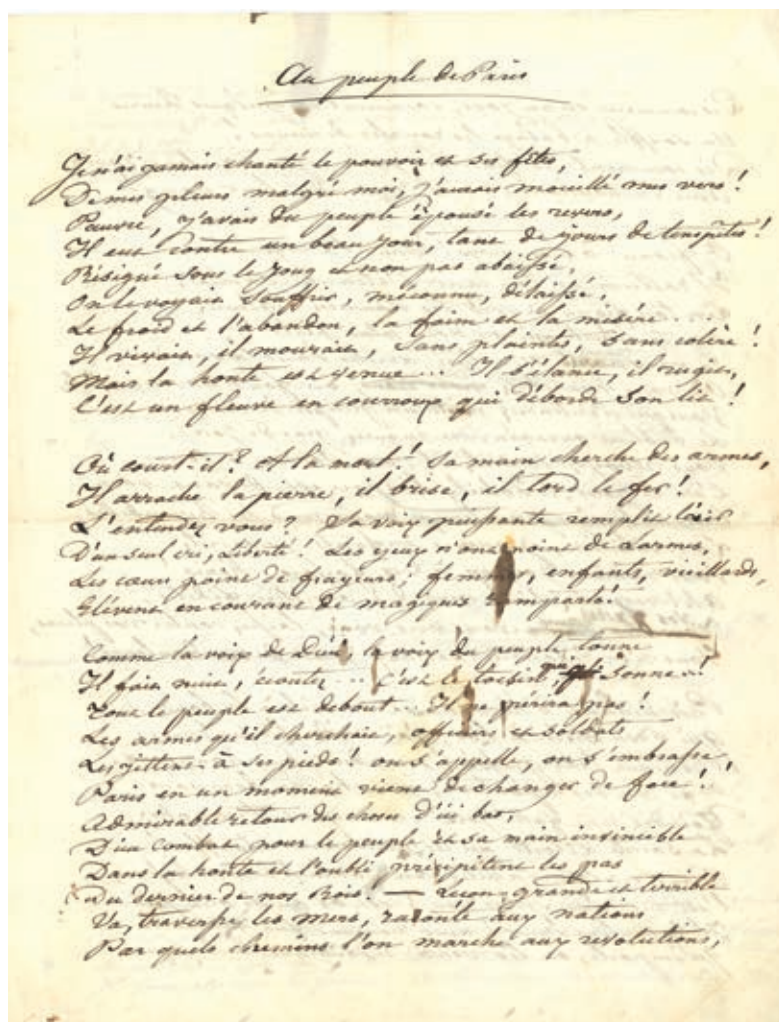 Au peuple de Paris
Je n'ai jamais chanté le pouvoir et ses fêtes,
De mes pleurs malgré moi, j'aurais mouillé mes vers !
Pauvre, j'avais du peuple épousé les revers,
Il eut contre un beau jour, tant de jours de tempêtes !
Résigné sous le joug et non pas abaissé,
On le voyait souffrir, méconnu, délaissé,
Le froid et l'abandon, la faim et la misère ...
Il vivait, il mourait, sans plaintes, sans colère !
Mais la honte est venue ... Il s'élance, il rugit,
C'est un fleuve en courroux qui déborde son lit !
Où court-il ? A la mort ! Sa main cherche des armes,
Il arrache la pierre, il brise, il tord le fer !
L'entendez vous ? Sa voix puissante remplit l'air
D'un seul cri, Liberté ! Les yeux n'ont point de larmes,
Les cœurs point de frayeurs ; femmes, enfants, vieillards,
Elèvent en courant de magiques remparts !
Comme la voix de Dieu, la voix du peuple tonne
Il fait nuit, écoutez ... C'est le tocsin qui sonne !
Tout le peuple est debout ... Il ne périra pas !
Les armes qu'il cherchait, officiers et soldats
Les jettent à ses pieds ! on s'appelle, on s'embrasse,
Paris en un moment vient de changer de face !
Admirable retour des choses d'ici bas,
Dieu combat pour le peuple et sa main invincible
Dans la honte et l'oubli précipitent les pas
Du dernier de nos Rois. — Leçon grande et terrible
Va, traverse les mers, raconte aux nations
Par quels chemins l'on marche aux revolutions,